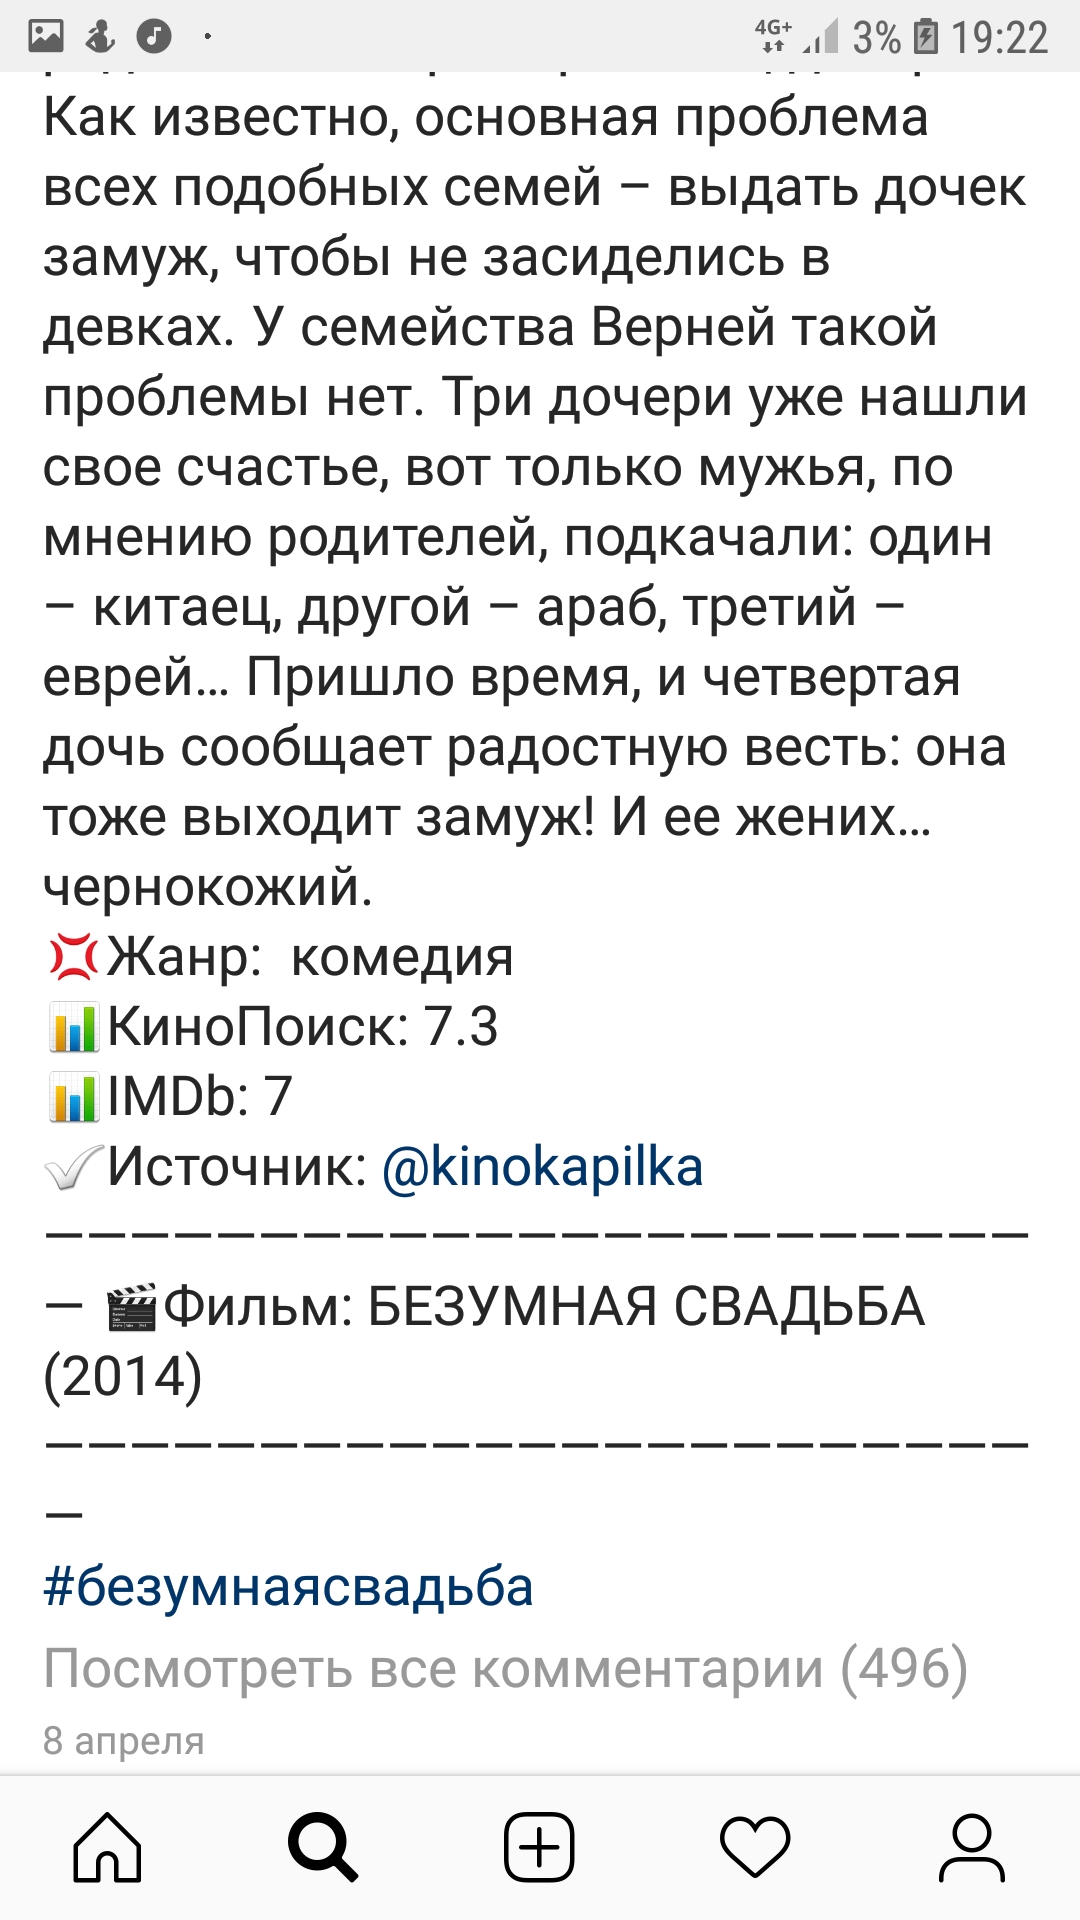 4G+ 3% 19:22
Как известно, основная проблема
всех подобных семей – выдать дочек
замуж, чтобы не засиделись в
девках. У семейства Верней такой
проблемы нет. Три дочери уже нашли
свое счастье, вот только мужья, по
мнению родителей, подкачали: один
– китаец, другой – араб, третий –
еврей... Пришло время, и четвертая
дочь сообщает радостную весть: она
тоже выходит замуж! И ее жених...
чернокожий.
💢Жанр:  комедия
📊КиноПоиск: 7.3
📊IMDb: 7
✔Источник: @kinokapilka
———————————————————————
— 🎬Фильм: БЕЗУМНАЯ СВАДЬБА
(2014)
———————————————————————
—
#безумнаясвадьба
Посмотреть все комментарии (496)
8 апреля